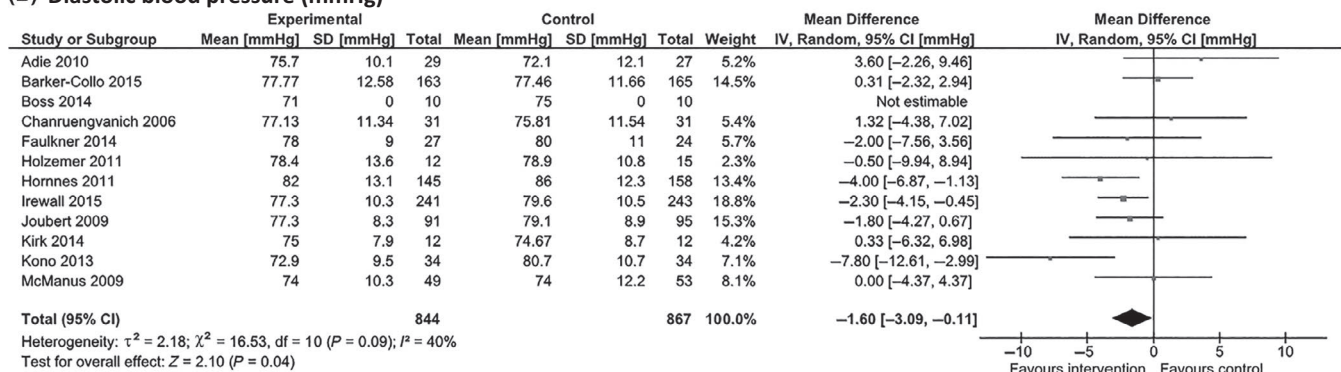 (B) Diastolic blood pressure (mmHg)
Experimental Control Mean Difference Mean Difference
Study or Subgroup Mean [mmHg] SD [mmHg] Total Mean [mmHg] SD [mmHg] Total Weight IV, Random, 95% CI [mmHg] IV, Random, 95% CI [mmHg]
Adie 2010 75.7 10.1 29 72.1 12.1 27 5.2% 3.60 [−2.26, 9.46]
Barker-Collo 2015 77.77 12.58 163 77.46 11.66 165 14.5% 0.31 [−2.32, 2.94]
Boss 2014 71 0 10 75 0 10 Not estimable
Chanruengvanich 2006 77.13 11.34 31 75.81 11.54 31 5.4% 1.32 [−4.38, 7.02]
Faulkner 2014 78 9 27 80 11 24 5.7% −2.00 [−7.56, 3.56]
Holzemer 2011 78.4 13.6 12 78.9 10.8 15 2.3% −0.50 [−9.94, 8.94]
Hornnes 2011 82 13.1 145 86 12.3 158 13.4% −4.00 [−6.87, −1.13]
Irewall 2015 77.3 10.3 241 79.6 10.5 243 18.8% −2.30 [−4.15, −0.45]
Joubert 2009 77.3 8.3 91 79.1 8.9 95 15.3% −1.80 [−4.27, 0.67]
Kirk 2014 75 7.9 12 74.67 8.7 12 4.2% 0.33 [−6.32, 6.98]
Kono 2013 72.9 9.5 34 80.7 10.7 34 7.1% −7.80 [−12.61, −2.99]
McManus 2009 74 10.3 49 74 12.2 53 8.1% 0.00 [−4.37, 4.37]
Total (95% CI) 844 867 100.0% −1.60 [−3.09, −0.11]
Heterogeneity: τ² = 2.18; χ² = 16.53, df = 10 (P = 0.09); I² = 40%
Test for overall effect: Z = 2.10 (P = 0.04)
−10 −5 0 5 10
Favours intervention Favours control